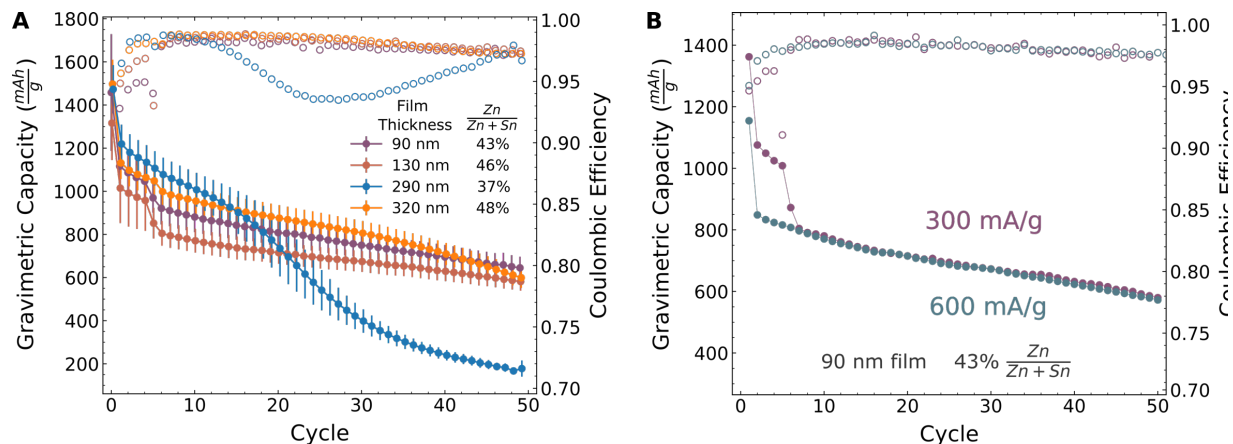 A
Gravimetric Capacity (mAh/g)
1800
1600
1400
1200
1000
800
600
400
200
0
10
20
30
40
50
Cycle
1.00
0.95
0.90
0.85
0.80
0.75
0.70
Coulombic Efficiency
Film Thickness Zn/Zn + Sn
90 nm 43%
130 nm 46%
290 nm 37%
320 nm 48%
B
Gravimetric Capacity (mAh/g)
1400
1200
1000
800
600
400
0
10
20
30
40
50
Cycle
1.00
0.95
0.90
0.85
0.80
0.75
0.70
Coulombic Efficiency
300 mA/g
600 mA/g
90 nm film 43% Zn/Zn + Sn